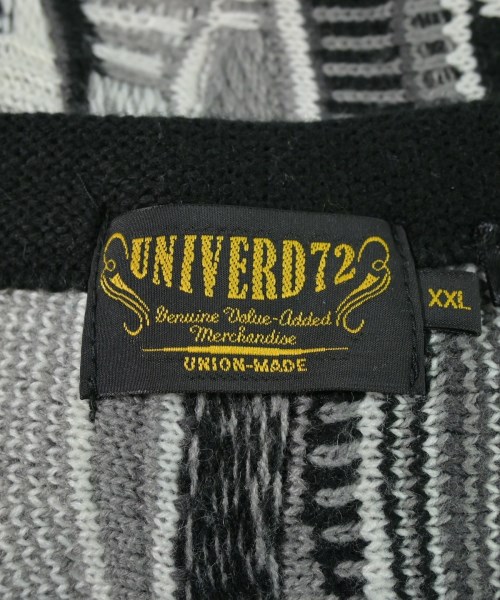 UNIVERD72
Genuine Value-Added
Merchandise
UNION-MADE
XXL